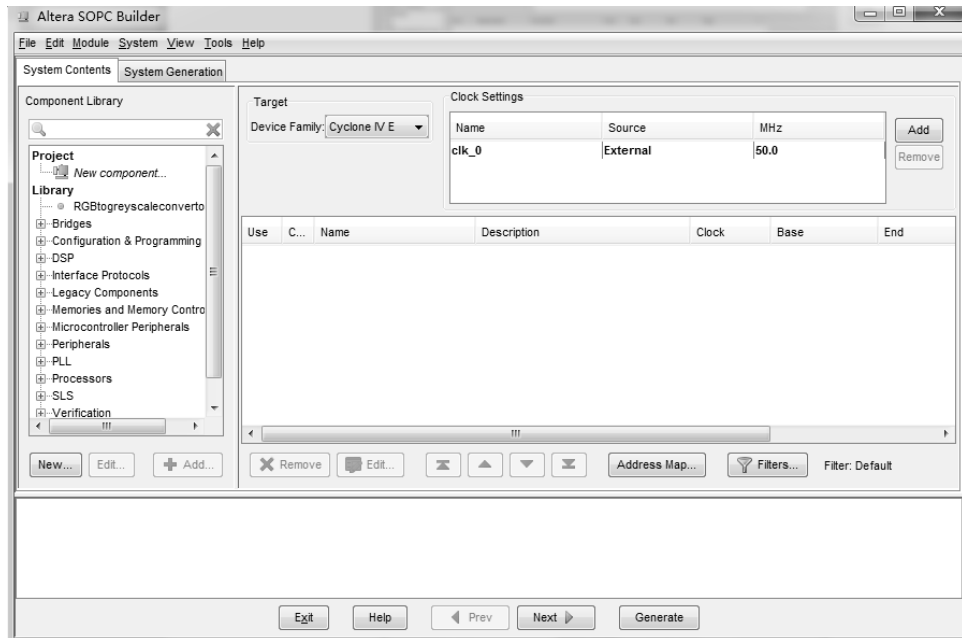 Altera SOPC Builder
File Edit Module System View Tools Help
System Contents System Generation
Component Library
Project
New component...
Library
RGBtogreyscaleconverto
Bridges
Configuration & Programming
DSP
Interface Protocols
Legacy Components
Memories and Memory Contro
Microcontroller Peripherals
Peripherals
PLL
Processors
SLS
Verification
New... Edit... Add...
Target
Device Family: Cyclone IV E
Clock Settings
Name Source MHz
clk_0 External 50.0
Add
Remove
Use C... Name Description Clock Base End
Remove Edit... Address Map... Filters... Filter: Default
Exit Help Prev Next Generate